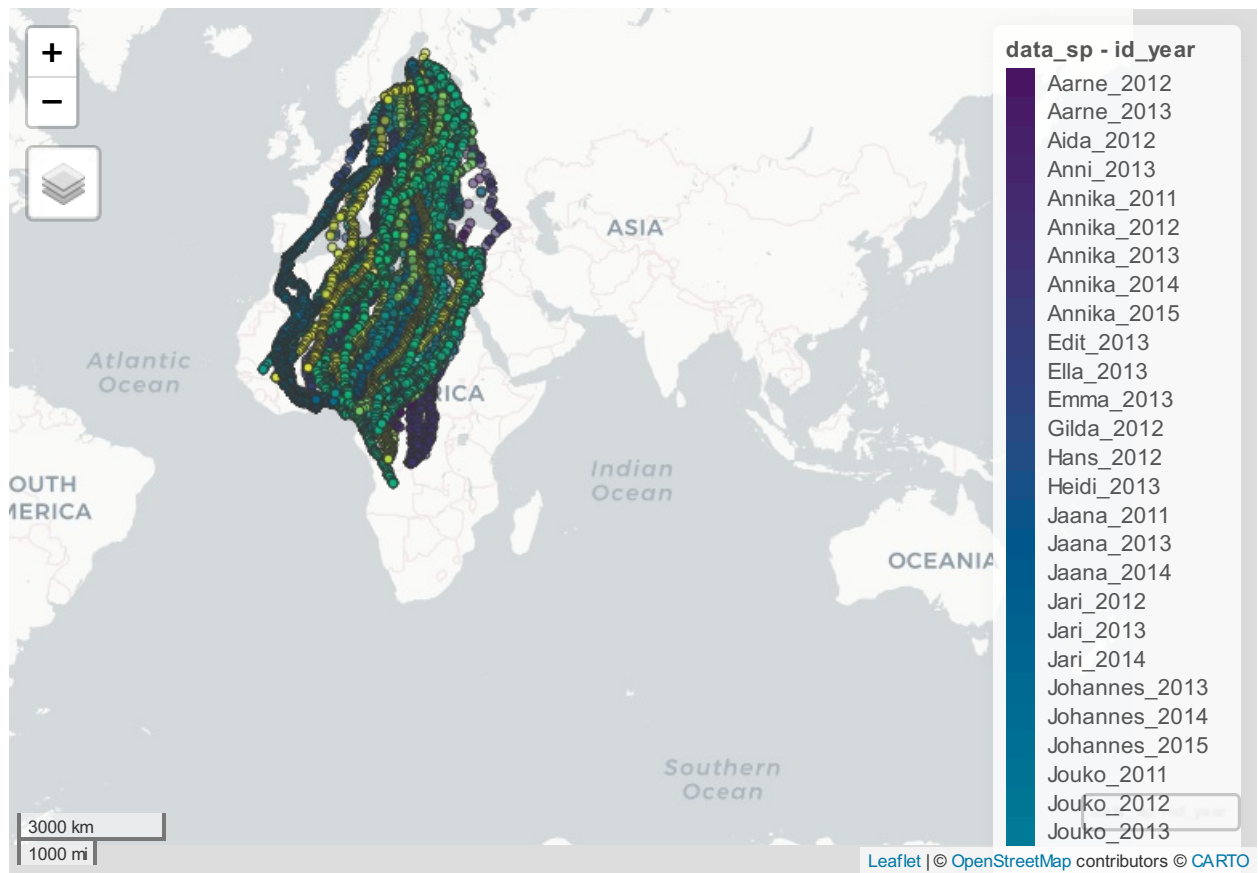 +
−
data_sp - id_year
Aarne_2012
Aarne_2013
Aida_2012
Anni_2013
Annika_2011
Annika_2012
Annika_2013
Annika_2014
Annika_2015
Edit_2013
Ella_2013
Emma_2013
Gilda_2012
Hans_2012
Heidi_2013
Jaana_2011
Jaana_2013
Jaana_2014
Jari_2012
Jari_2013
Jari_2014
Johannes_2013
Johannes_2014
Johannes_2015
Jouko_2011
Jouko_2012
Jouko_2013
ASIA
Atlantic
Ocean
RICA
Indian
Ocean
OUTH
MERICA
OCEANIA
Southern
Ocean
3000 km
1000 mi
Leaflet | © OpenStreetMap contributors © CARTO